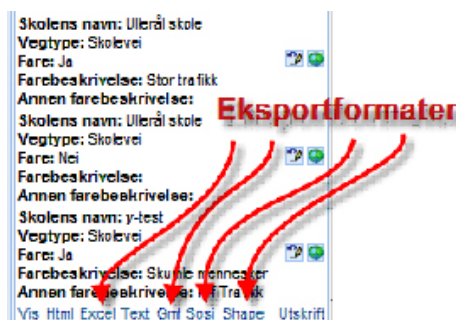 Skolens navn: Ullerål skole
Vegtype: Skolevei
Fare: Ja
Farebeskrivelse: Stor trafikk
Annen farebeskrivelse:
Eksportformater
Skolens navn: Ullerål skole
Vegtype: Skolevei
Fare: Nei
Farebeskrivelse:
Annen farebeskrivelse:
Skolens navn: y-test
Vegtype: Skolevei
Fare: Ja
Farebeskrivelse: Skumle mennesker
Annen farebeskrivelse: Trafikk
Vis Html Excel Text Gml Sosi Shape Utskrift